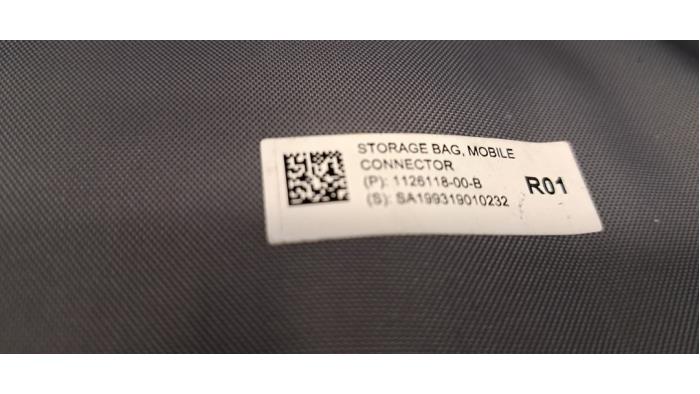 STORAGE BAG, MOBILE
CONNECTOR
(P): 1126118-00-B
(S): SA199319010232
R01